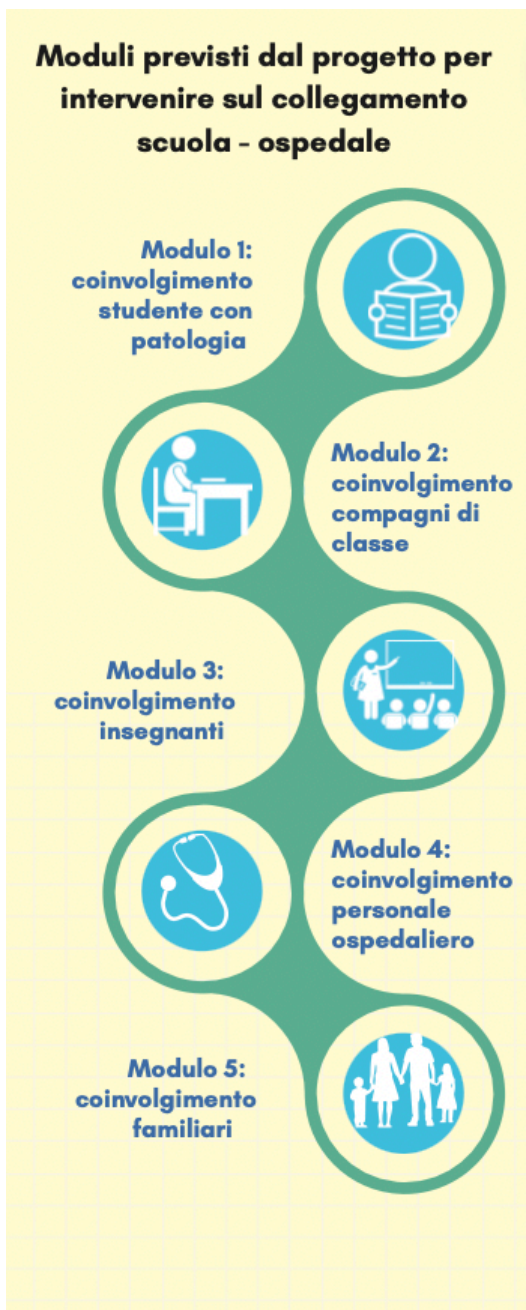 Moduli previsti dal progetto per
intervenire sul collegamento
scuola - ospedale
Modulo 1:
coinvolgimento
studente con
patologia
Modulo 2:
coinvolgimento
compagni di
classe
Modulo 3:
coinvolgimento
insegnanti
Modulo 4:
coinvolgimento
personale
ospedaliero
Modulo 5:
coinvolgimento
familiari